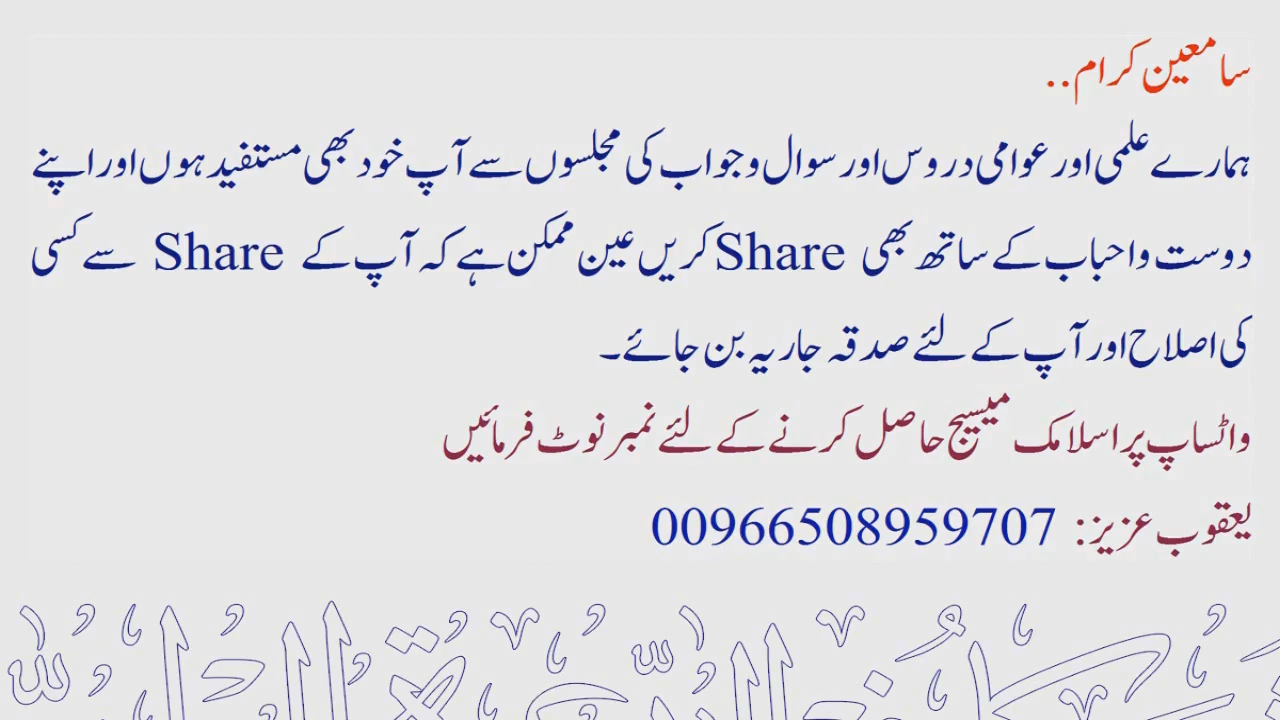 سامعین کرام..
ہمارے علمی اور عوامی دروس اور سوال و جواب کی مجلسوں سے آپ خود بھی مستفید ہوں اور اپنے
دوست و احباب کے ساتھ بھی Share کریں عین ممکن ہے کہ آپ کے Share سے کسی
کی اصلاح اور آپ کے لئے صدقہ جاریہ بن جائے۔
واٹساپ پر اسلامک میسیج حاصل کرنے کے لئے نمبر نوٹ فرمائیں
یعقوب عزیز: 00966508959707